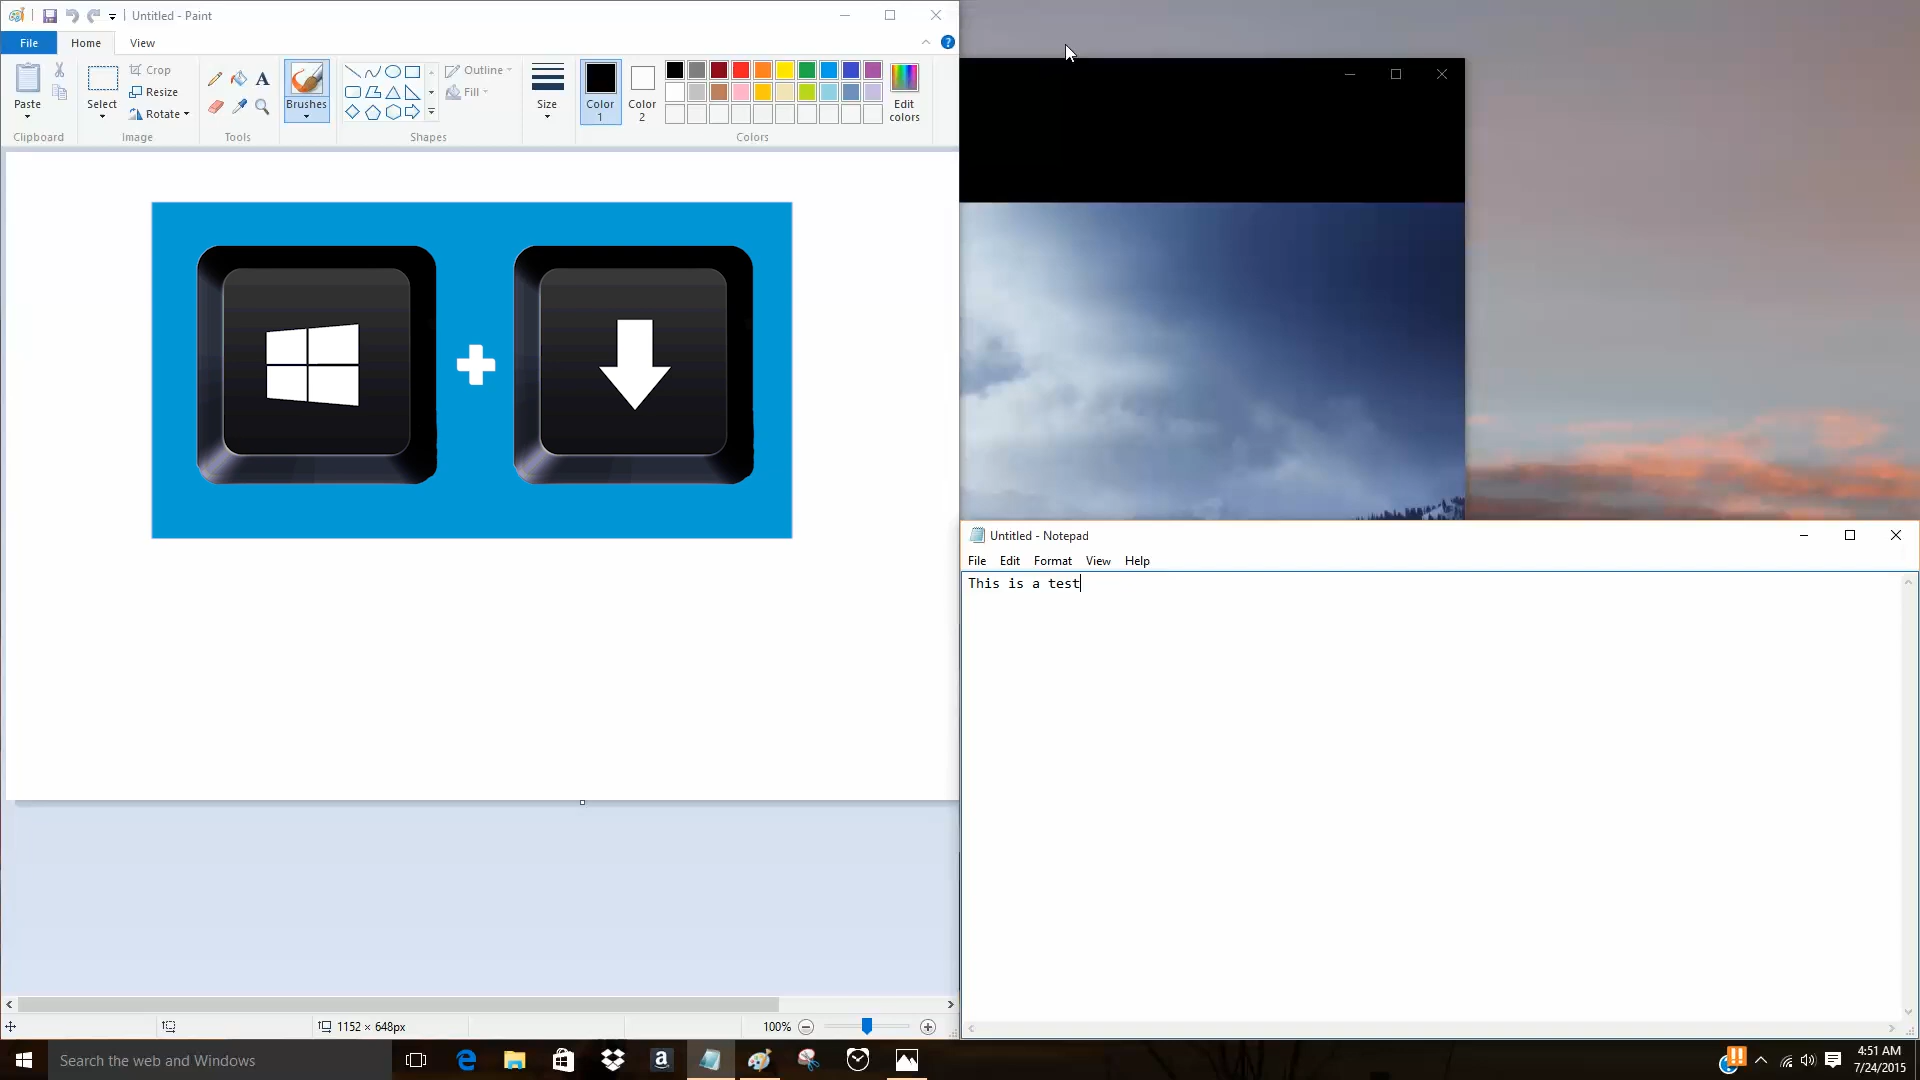 Untitled - Paint
File Home View
Paste
Select
Crop
Resize
Rotate
A
Brushes
Outline
Fill
Size
Color 1
Color 2
Edit colors
Clipboard Image Tools Shapes Colors
Untitled - Notepad
File Edit Format View Help
This is a test
1152 × 648px
100%
Search the web and Windows
4:51 AM
7/24/2015